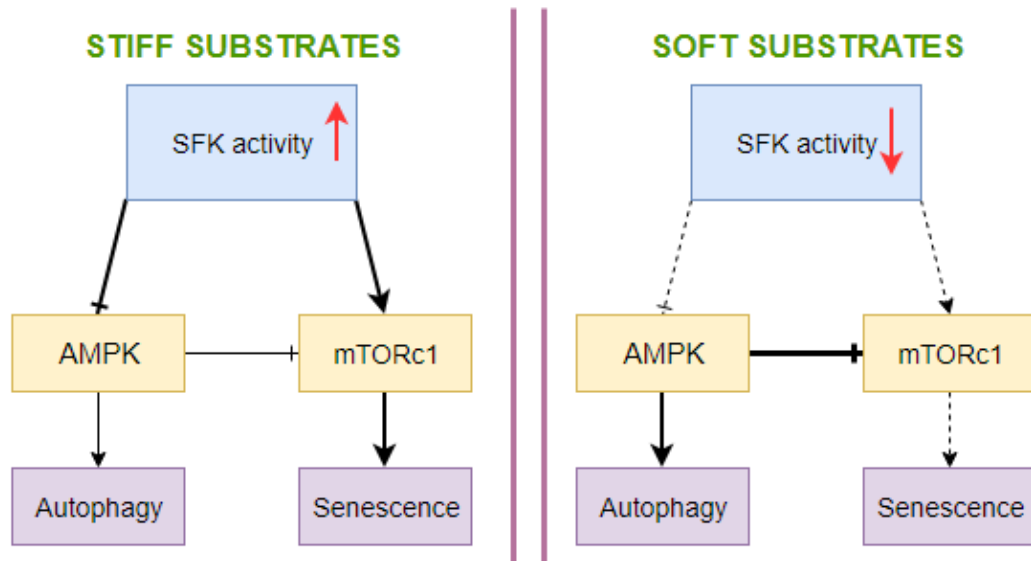 STIFF SUBSTRATES
SFK activity
AMPK
mTORc1
Autophagy
Senescence
SOFT SUBSTRATES
SFK activity
AMPK
mTORc1
Autophagy
Senescence